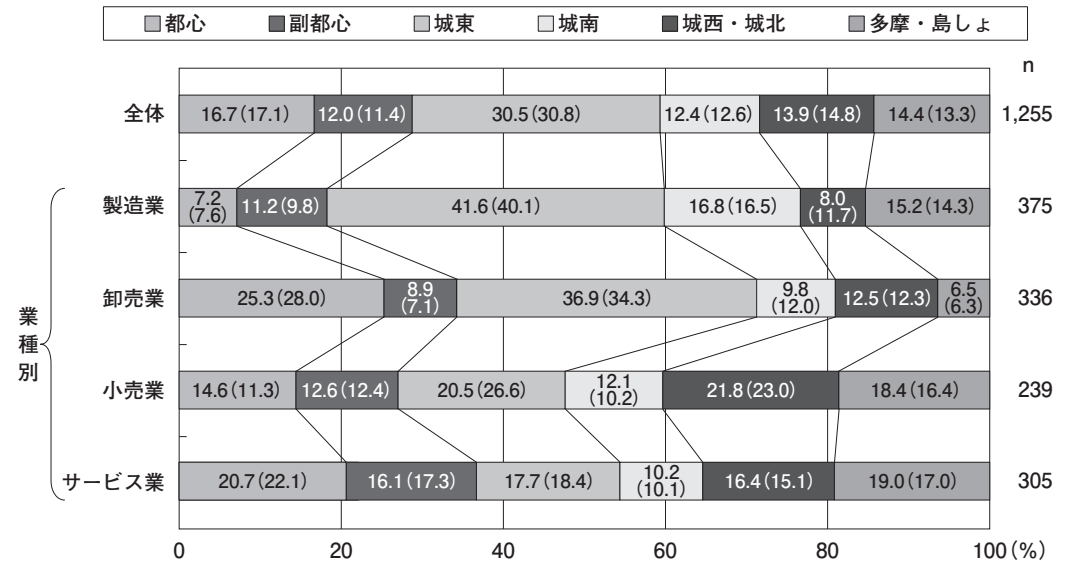 都心 副都心 城東 城南 城西・城北 多摩・島しょ
n
全体 16.7(17.1) 12.0(11.4) 30.5(30.8) 12.4(12.6) 13.9(14.8) 14.4(13.3) 1,255
製造業 7.2(7.6) 11.2(9.8) 41.6(40.1) 16.8(16.5) 8.0(11.7) 15.2(14.3) 375
卸売業 25.3(28.0) 8.9(7.1) 36.9(34.3) 9.8(12.0) 12.5(12.3) 6.5(6.3) 336
業種別
小売業 14.6(11.3) 12.6(12.4) 20.5(26.6) 12.1(10.2) 21.8(23.0) 18.4(16.4) 239
サービス業 20.7(22.1) 16.1(17.3) 17.7(18.4) 10.2(10.1) 16.4(15.1) 19.0(17.0) 305
0 20 40 60 80 100(%)